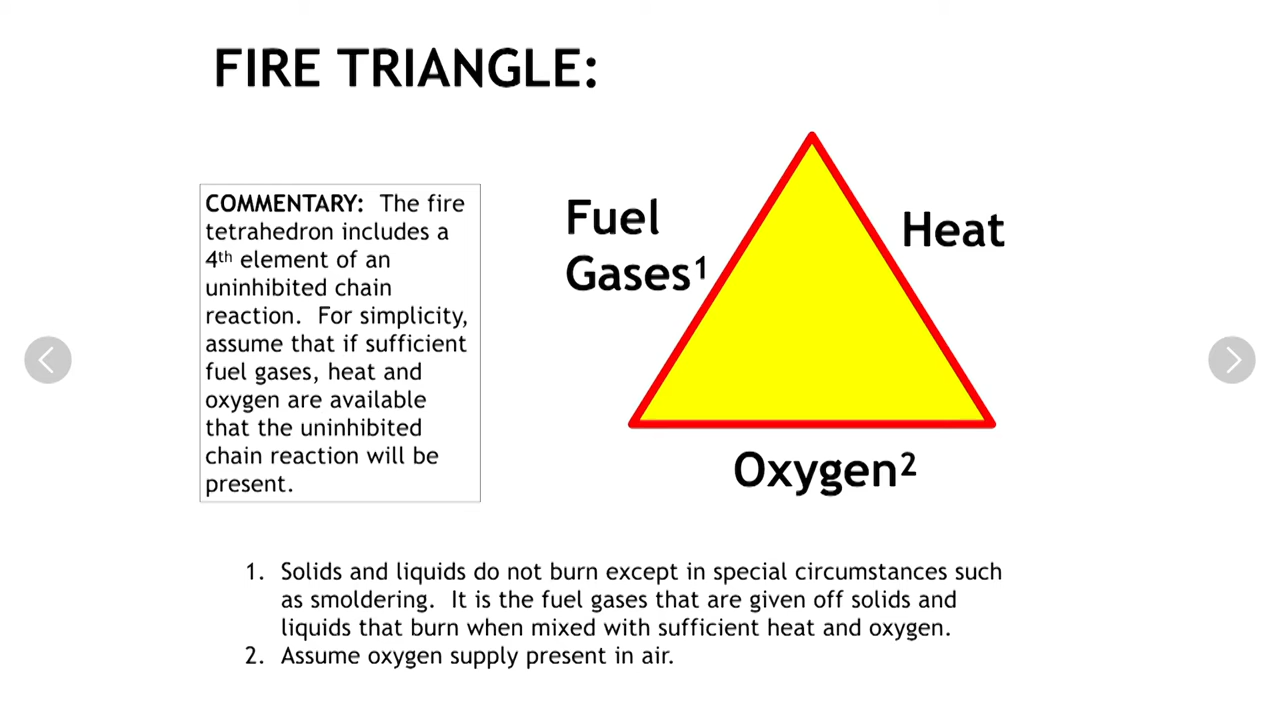 FIRE TRIANGLE:
COMMENTARY: The fire
tetrahedron includes a
4th element of an
uninhibited chain
reaction. For simplicity,
assume that if sufficient
fuel gases, heat and
oxygen are available
that the uninhibited
chain reaction will be
present.
Fuel
Gases¹
Heat
Oxygen²
1. Solids and liquids do not burn except in special circumstances such
as smoldering. It is the fuel gases that are given off solids and
liquids that burn when mixed with sufficient heat and oxygen.
2. Assume oxygen supply present in air.